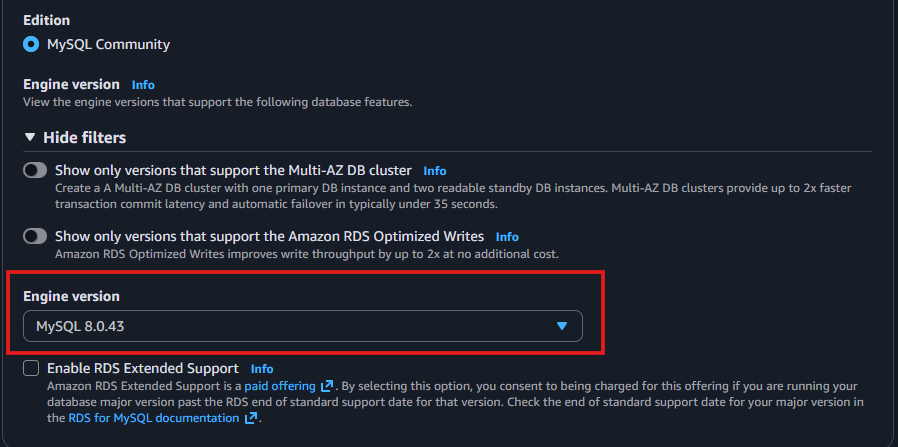 Edition
MySQL Community
Engine version Info
View the engine versions that support the following database features.
Hide filters
Show only versions that support the Multi-AZ DB cluster Info
Create a A Multi-AZ DB cluster with one primary DB instance and two readable standby DB instances. Multi-AZ DB clusters provide up to 2x faster
transaction commit latency and automatic failover in typically under 35 seconds.
Show only versions that support the Amazon RDS Optimized Writes Info
Amazon RDS Optimized Writes improves write throughput by up to 2x at no additional cost.
Engine version
MySQL 8.0.43
Enable RDS Extended Support Info
Amazon RDS Extended Support is a paid offering. By selecting this option, you consent to being charged for this offering if you are running your
database major version past the RDS end of standard support date for that version. Check the end of standard support date for your major version in
the RDS for MySQL documentation.